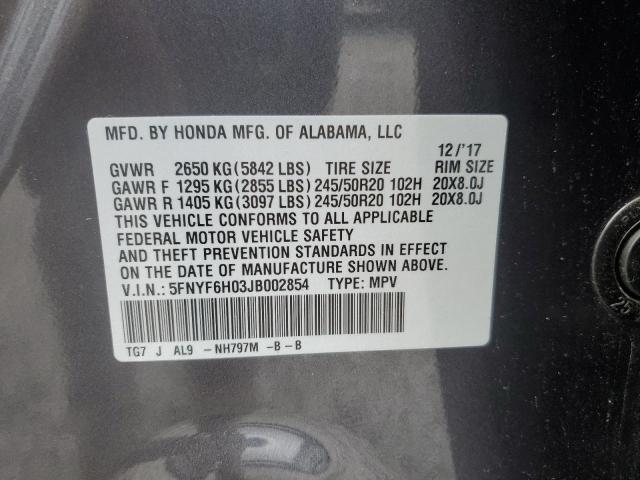 MFD. BY HONDA MFG. OF ALABAMA, LLC
12/'17
GVWR 2650 KG (5842 LBS) TIRE SIZE RIM SIZE
GAWR F 1295 KG (2855 LBS) 245/50R20 102H 20X8.0J
GAWR R 1405 KG (3097 LBS) 245/50R20 102H 20X8.0J
THIS VEHICLE CONFORMS TO ALL APPLICABLE
FEDERAL MOTOR VEHICLE SAFETY
AND THEFT PREVENTION STANDARDS IN EFFECT
ON THE DATE OF MANUFACTURE SHOWN ABOVE.
V.I.N.: 5FNYF6H03JB002854 TYPE: MPV
TG7 J AL9 -NH797M -B-B
25